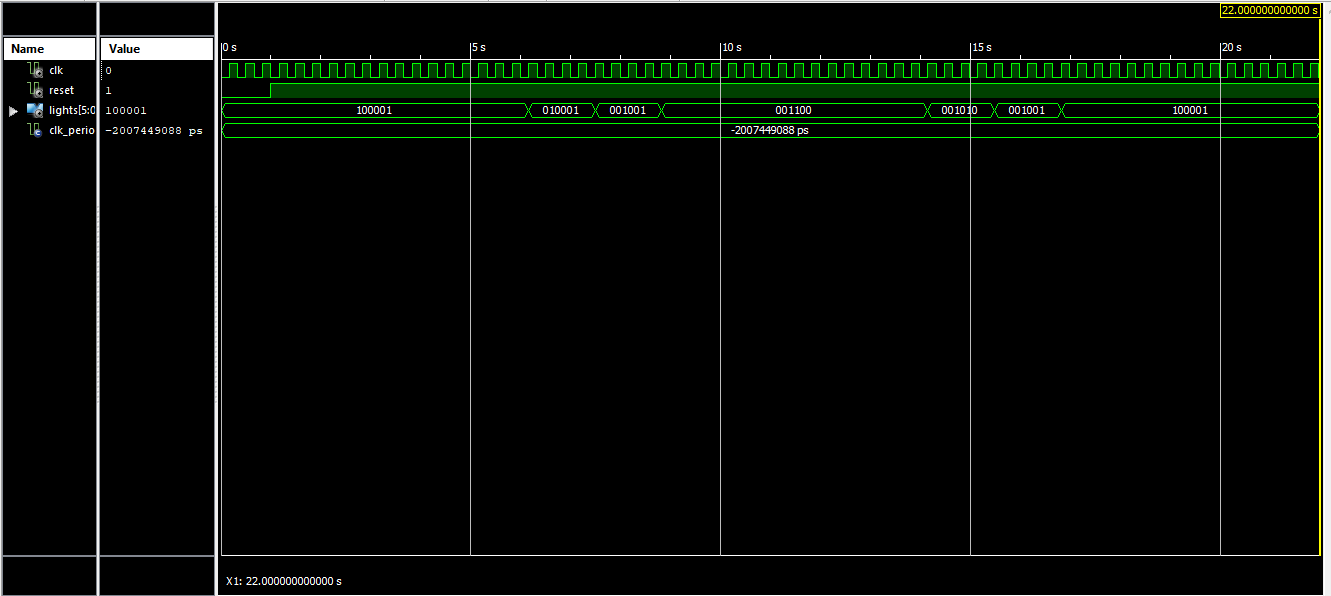 22.000000000000 s
Name Value
0 s 5 s 10 s 15 s 20 s
clk 0
reset 1
lights[5:0 100001 100001 010001 001001 001100 001010 001001 100001
clk_perio -2007449088 ps -2007449088 ps
X1: 22.000000000000 s